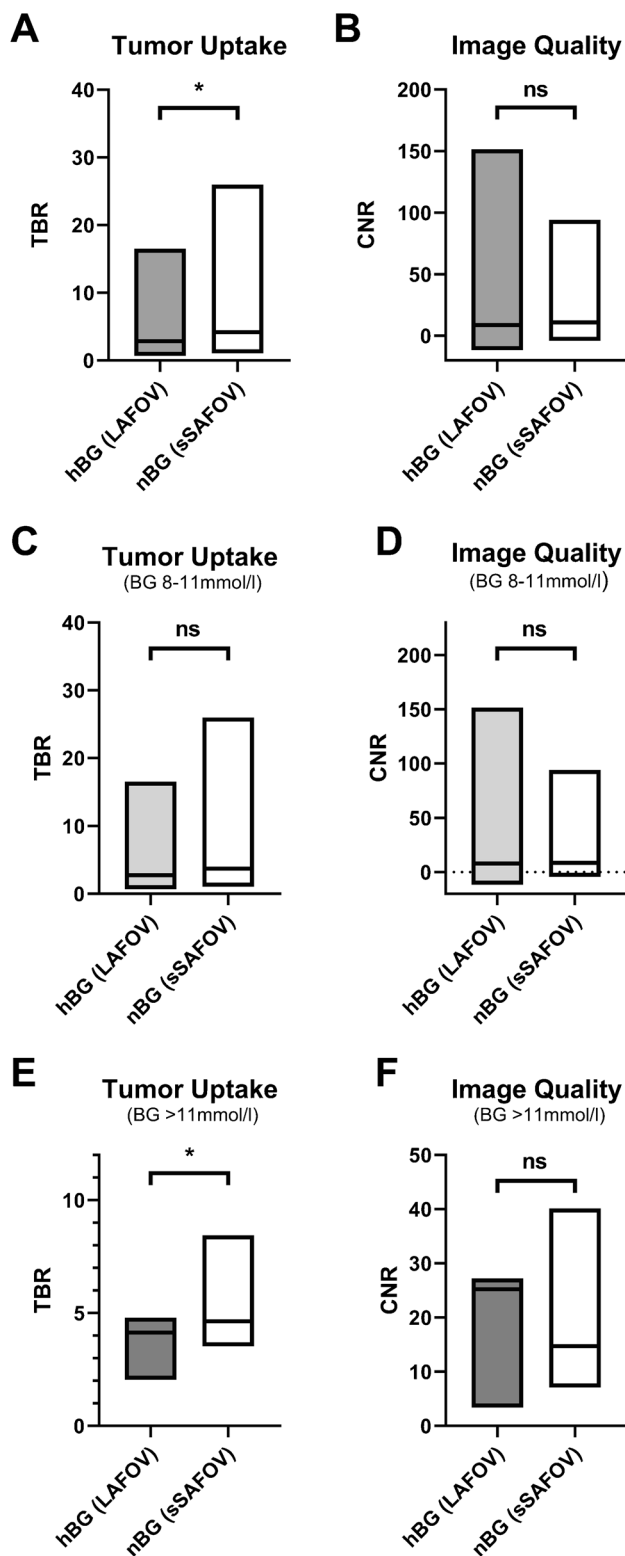 A
Tumor Uptake
TBR
40
30
20
10
0
*
hBG (LAFOV)
nBG (sSAFOV)
B
Image Quality
CNR
200
150
100
50
0
ns
hBG (LAFOV)
nBG (sSAFOV)
C
Tumor Uptake
(BG 8-11mmol/l)
TBR
40
30
20
10
0
ns
hBG (LAFOV)
nBG (sSAFOV)
D
Image Quality
(BG 8-11mmol/l)
CNR
200
150
100
50
0
ns
hBG (LAFOV)
nBG (sSAFOV)
E
Tumor Uptake
(BG >11mmol/l)
TBR
10
5
0
*
hBG (LAFOV)
nBG (sSAFOV)
F
Image Quality
(BG >11mmol/l)
CNR
50
40
30
20
10
0
ns
hBG (LAFOV)
nBG (sSAFOV)